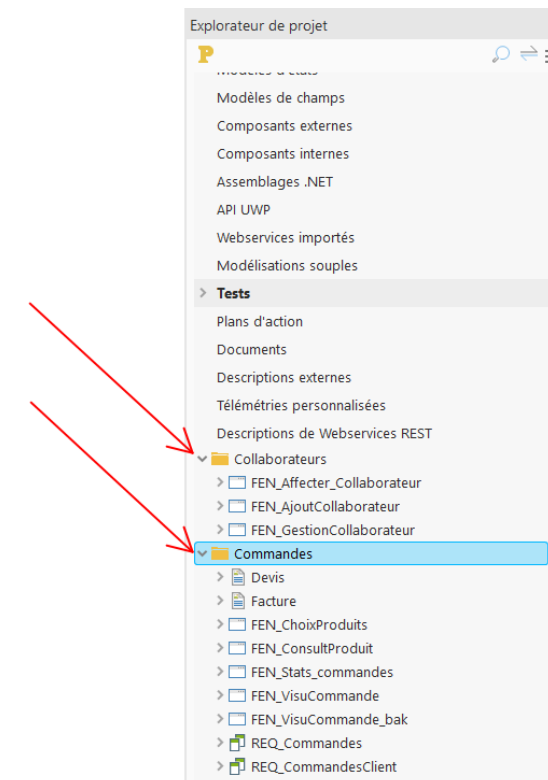 Explorateur de projet
P
Modèles de champs
Composants externes
Composants internes
Assemblages .NET
API UWP
Webservices importés
Modélisations souples
Tests
Plans d'action
Documents
Descriptions externes
Télémétries personnalisées
Descriptions de Webservices REST
Collaborateurs
FEN_Affecter_Collaborateur
FEN_AjoutCollaborateur
FEN_GestionCollaborateur
Commandes
Devis
Facture
FEN_ChoixProduits
FEN_ConsultProduit
FEN_Stats_commandes
FEN_VisuCommande
FEN_VisuCommande_bak
REQ_Commandes
REQ_CommandesClient